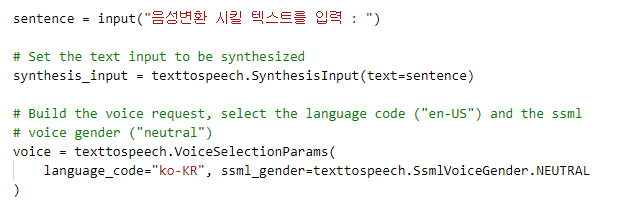 sentence = input("음성변환 시킬 텍스트를 입력 : ")
# Set the text input to be synthesized
synthesis_input = texttospeech.SynthesisInput(text=sentence)
# Build the voice request, select the language code ("en-US") and the ssml
# voice gender ("neutral")
voice = texttospeech.VoiceSelectionParams(
language_code="ko-KR", ssml_gender=texttospeech.SsmlVoiceGender.NEUTRAL
)